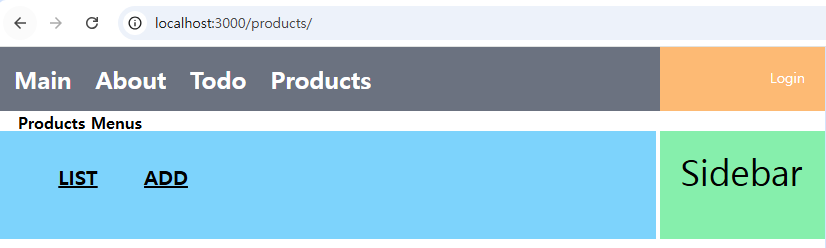 localhost:3000/products/
Main About Todo Products Login
Products Menus
LIST ADD Sidebar